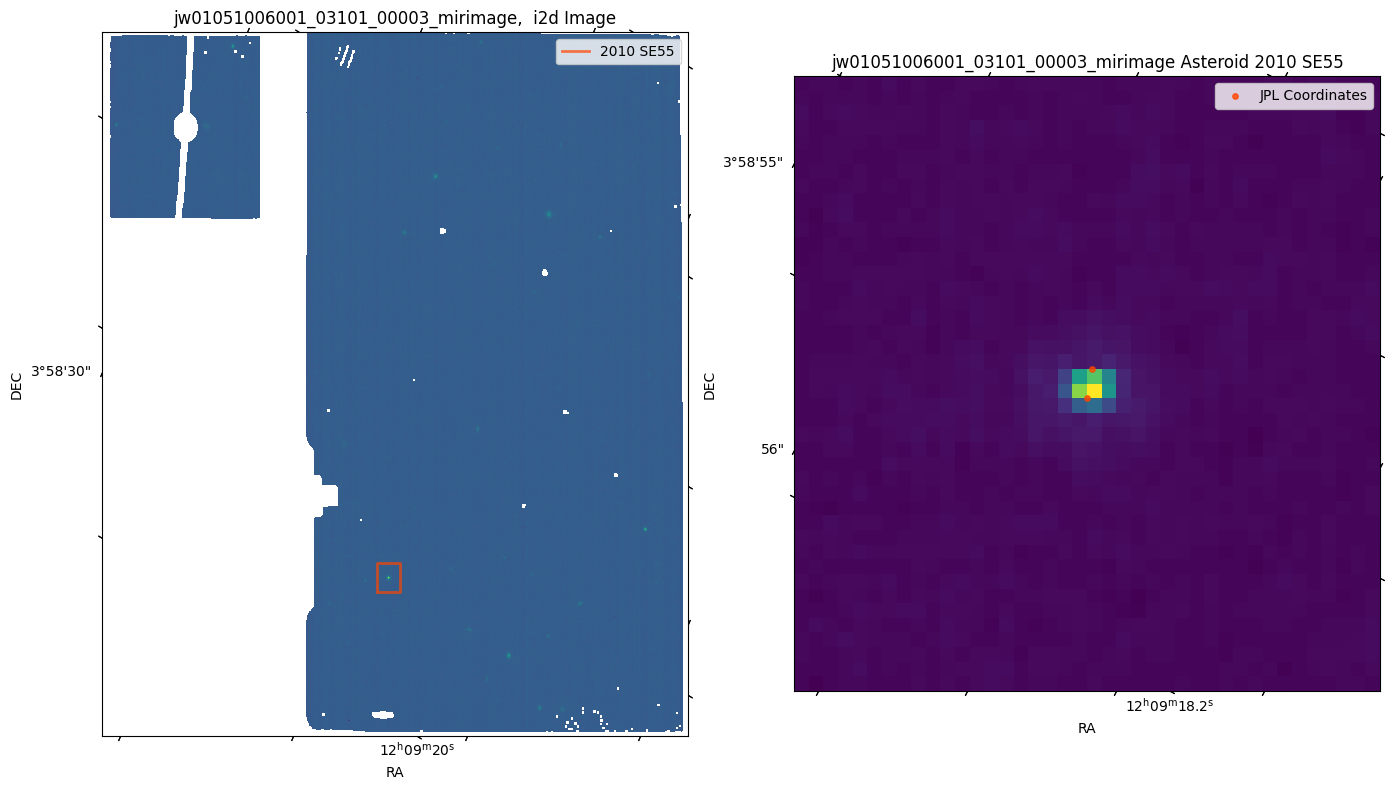 jw01051006001_03101_00003_mirimage,  i2d Image
2010 SE55
DEC
3°58'30"
12ʰ09ᵐ20ˢ
RA
jw01051006001_03101_00003_mirimage Asteroid 2010 SE55
JPL Coordinates
3°58'55"
DEC
56"
12ʰ09ᵐ18.2ˢ
RA